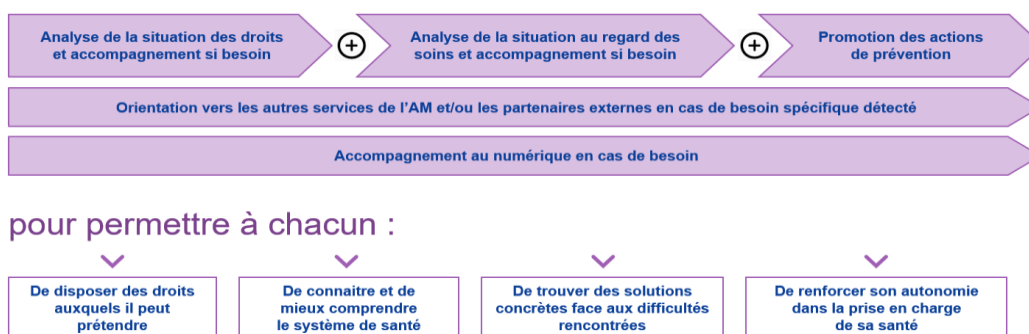 Analyse de la situation des droits
et accompagnement si besoin
Analyse de la situation au regard des
soins et accompagnement si besoin
Promotion des actions
de prévention
Orientation vers les autres services de l'AM et/ou les partenaires externes en cas de besoin spécifique détecté
Accompagnement au numérique en cas de besoin
pour permettre à chacun :
De disposer des droits
auxquels il peut
prétendre
De connaitre et de
mieux comprendre
le système de santé
De trouver des solutions
concrètes face aux difficultés
rencontrées
De renforcer son autonomie
dans la prise en charge
de sa santé